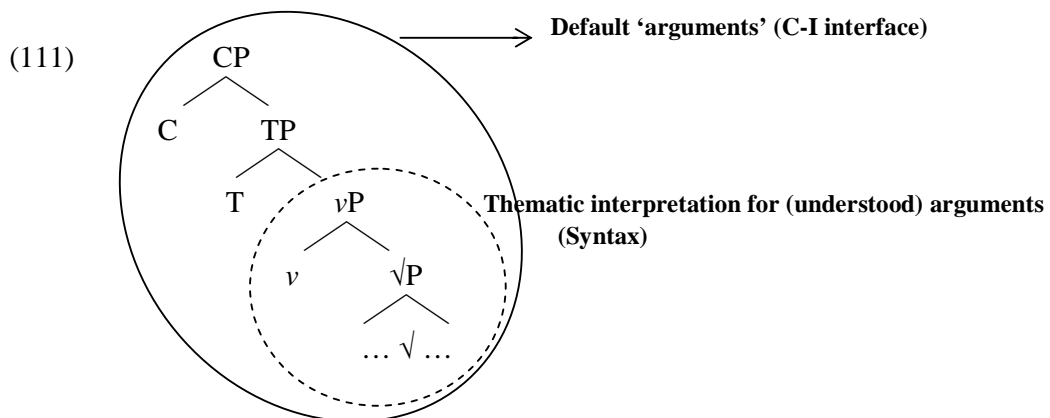 Default ‘arguments’ (C-I interface)
(111)
CP
C TP
T vP
Thematic interpretation for (understood) arguments
(Syntax)
v √P
… √ …